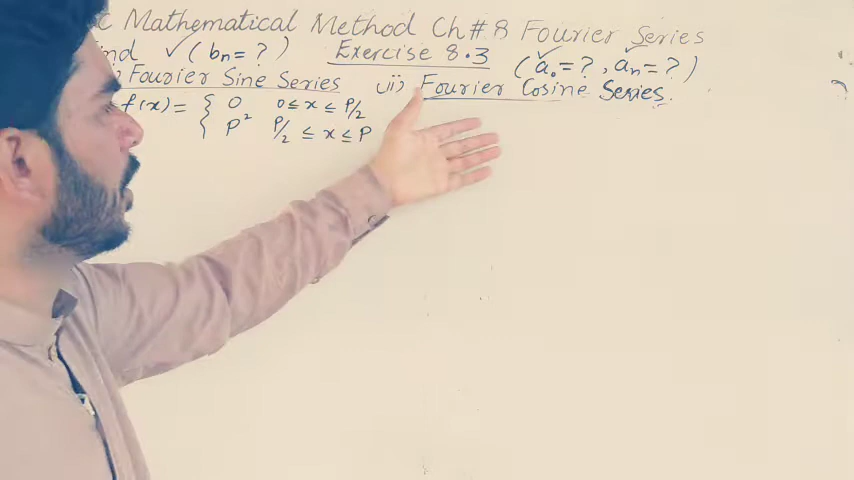 Mathematical Method Ch # 8 Fourier Series
(bn = ?) Exercise 8.3 (a₀ = ?, an = ?)
Fourier Sine Series ii) Fourier Cosine Series.
f(x) = { 0 0 ≤ x ≤ P/2
P² P/2 ≤ x ≤ P